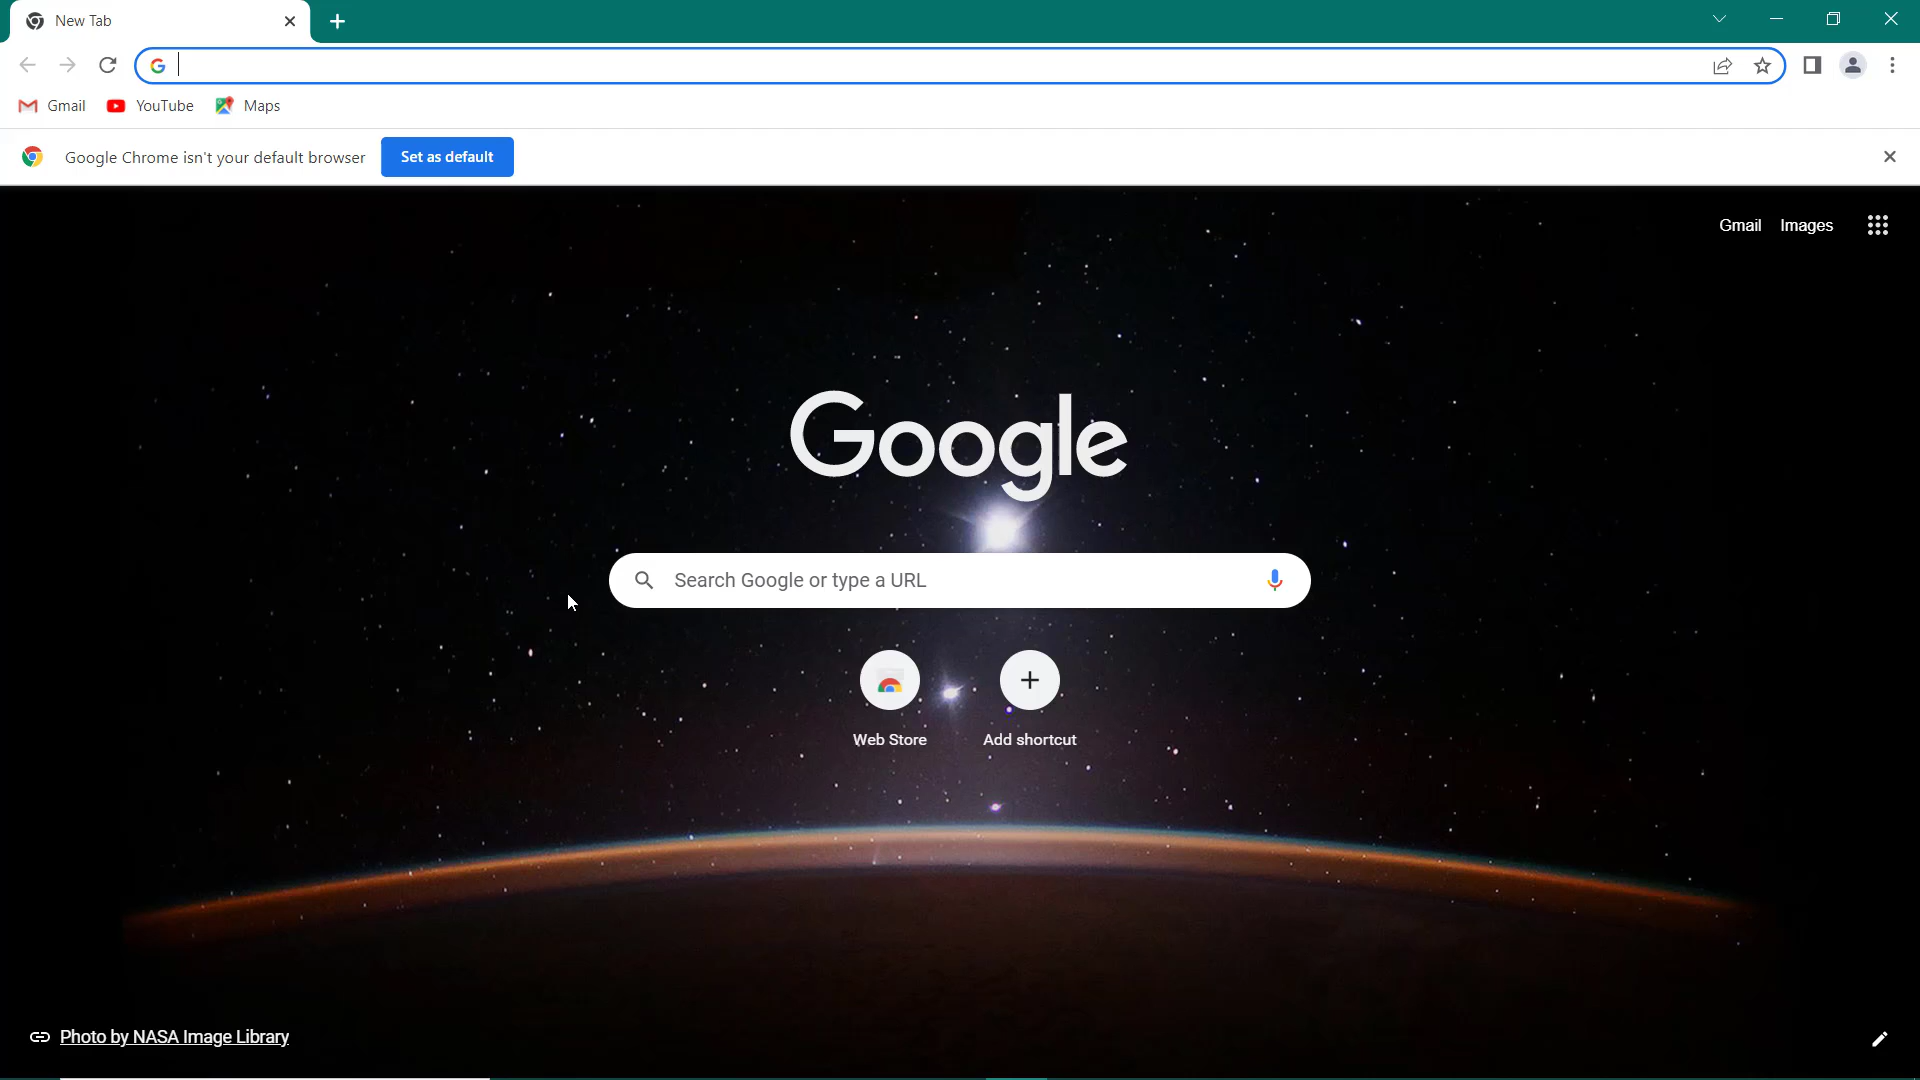 New Tab
Gmail YouTube Maps
Google Chrome isn't your default browser Set as default
Gmail Images
Google
Search Google or type a URL
Web Store Add shortcut
Photo by NASA Image Library